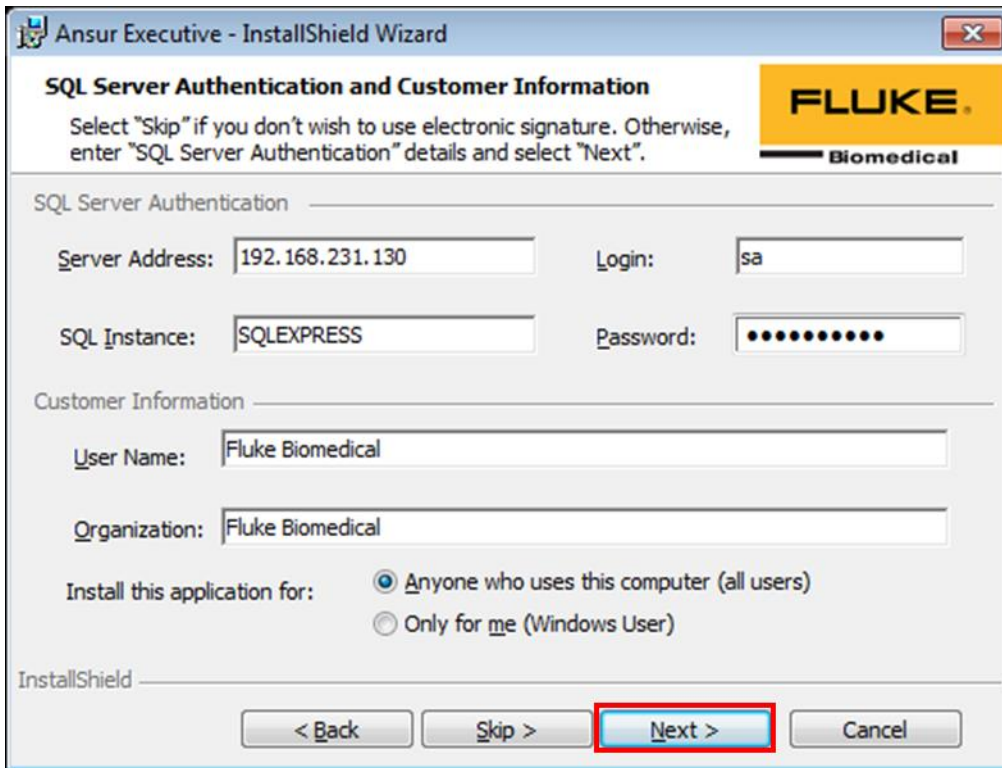 Ansur Executive - InstallShield Wizard
SQL Server Authentication and Customer Information
Select "Skip" if you don't wish to use electronic signature. Otherwise,
enter "SQL Server Authentication" details and select "Next".
FLUKE®
Biomedical
SQL Server Authentication
Server Address: 192.168.231.130 Login: sa
SQL Instance: SQLEXPRESS Password: ●●●●●●●●●●
Customer Information
User Name: Fluke Biomedical
Organization: Fluke Biomedical
Install this application for: Anyone who uses this computer (all users)
Only for me (Windows User)
InstallShield
< Back Skip > Next > Cancel